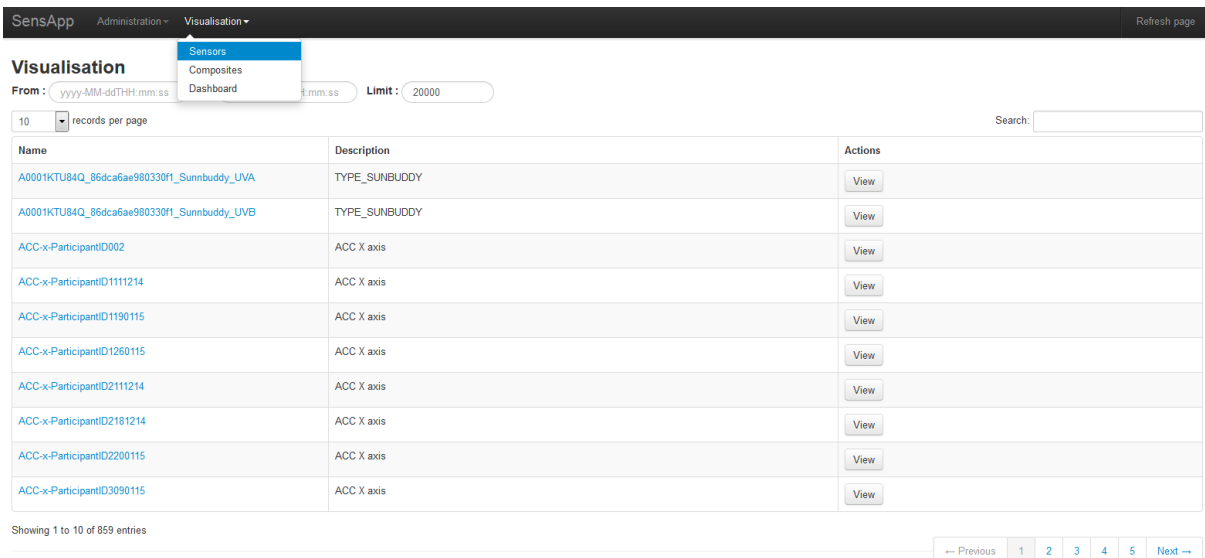 SensApp Administration Visualisation Refresh page
Sensors
Composites
Dashboard
Visualisation
From : yyyy-MM-ddTHH:mm:ss H:mm:ss Limit : 20000
10 records per page Search:
Name Description Actions
A0001KTU84Q_86dca6ae980330f1_Sunnbuddy_UVA TYPE_SUNBUDDY View
A0001KTU84Q_86dca6ae980330f1_Sunnbuddy_UVB TYPE_SUNBUDDY View
ACC-x-ParticipantID002 ACC X axis View
ACC-x-ParticipantID1111214 ACC X axis View
ACC-x-ParticipantID1190115 ACC X axis View
ACC-x-ParticipantID1260115 ACC X axis View
ACC-x-ParticipantID2111214 ACC X axis View
ACC-x-ParticipantID2181214 ACC X axis View
ACC-x-ParticipantID2200115 ACC X axis View
ACC-x-ParticipantID3090115 ACC X axis View
Showing 1 to 10 of 859 entries
← Previous 1 2 3 4 5 Next →